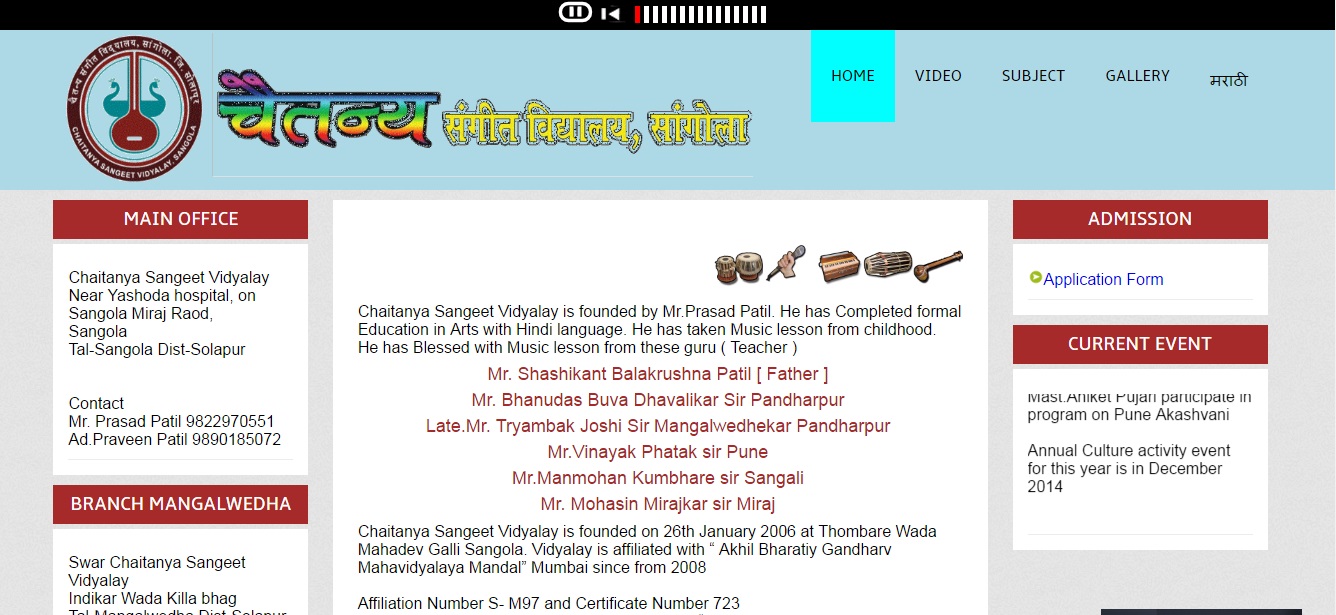 चैतन्य संगीत विद्यालय, सांगोला. जि. सोलापूर
CHAITANYA SANGEET VIDYALAY, SANGOLA
चैतन्य संगीत विद्यालय, सांगोला
HOME VIDEO SUBJECT GALLERY मराठी
MAIN OFFICE
Chaitanya Sangeet Vidyalay
Near Yashoda hospital, on
Sangola Miraj Raod,
Sangola
Tal-Sangola Dist-Solapur
Contact
Mr. Prasad Patil 9822970551
Ad.Praveen Patil 9890185072
BRANCH MANGALWEDHA
Swar Chaitanya Sangeet
Vidyalay
Indikar Wada Killa bhag
Tal-Mangalwedha Dist-Solapur
Chaitanya Sangeet Vidyalay is founded by Mr.Prasad Patil. He has Completed formal
Education in Arts with Hindi language. He has taken Music lesson from childhood.
He has Blessed with Music lesson from these guru ( Teacher )
Mr. Shashikant Balakrushna Patil [ Father ]
Mr. Bhanudas Buva Dhavalikar Sir Pandharpur
Late.Mr. Tryambak Joshi Sir Mangalwedhekar Pandharpur
Mr.Vinayak Phatak sir Pune
Mr.Manmohan Kumbhare sir Sangali
Mr. Mohasin Mirajkar sir Miraj
Chaitanya Sangeet Vidyalay is founded on 26th January 2006 at Thombare Wada
Mahadev Galli Sangola. Vidyalay is affiliated with “ Akhil Bharatiy Gandharv
Mahavidyalaya Mandal” Mumbai since from 2008
Affiliation Number S- M97 and Certificate Number 723
ADMISSION
Application Form
CURRENT EVENT
Mast.Aniket Pujari participate in
program on Pune Akashvani
Annual Culture activity event
for this year is in December
2014